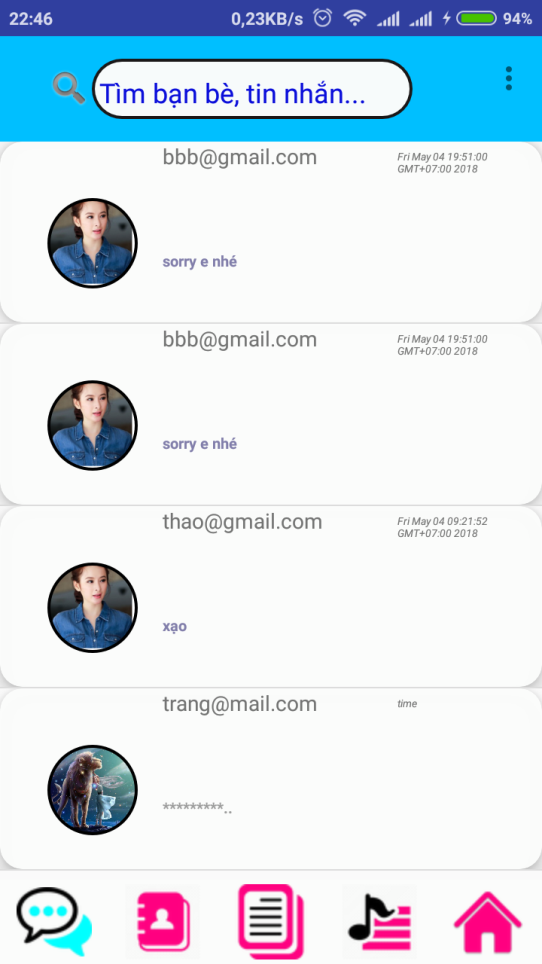 22:46 0,23KB/s 94%
Tìm bạn bè, tin nhắn...
bbb@gmail.com
Fri May 04 19:51:00
GMT+07:00 2018
sorry e nhé
bbb@gmail.com
Fri May 04 19:51:00
GMT+07:00 2018
sorry e nhé
thao@gmail.com
Fri May 04 09:21:52
GMT+07:00 2018
xạo
trang@mail.com
time
*********..